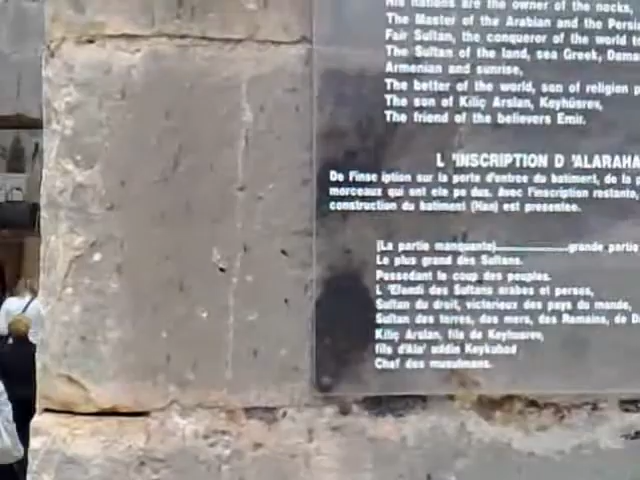 His nations are the owner of the necks,
The Master of the Arabian and the Persia
Fair Sultan, the conqueror of the world
The Sultan of the land, sea Greek, Damas
Armenian and sunrise,
The better of the world, son of religion p
The son of Kiliç Arslan, Keyhüsrev,
The friend of the believers Emir.
L 'INSCRIPTION D 'ALARAHA
De l'inse iption sur la porte d'entree du batiment, de la p
morceaux qui ont ete pe dus. Avec l'inscription restante,
construction du batiment (Han) est presentee.
(La partie manquante)__________grande partie
Le plus grand des Sultans.
Possedant le coup des peuples.
L 'Efendi des Sultans arabes et perses,
Sultan du droit, victorieux des pays du monde,
Sultan des terres, des mers, des Romains, de D
Kiliç Arslan, fils de Keyhusrev,
fils d'Ala' addin Keykubad
Chef des musulmans.